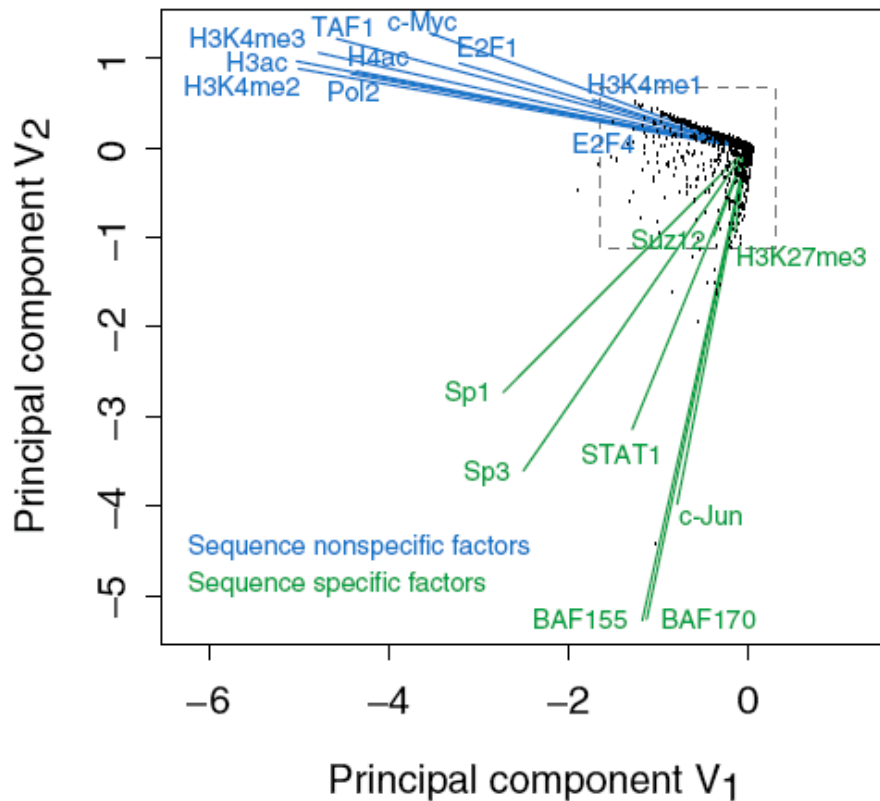 c-Myc
TAF1
H3K4me3
E2F1
H3ac
H4ac
H3K4me2
Pol2
H3K4me1
E2F4
Suz12
H3K27me3
Sp1
Sp3
STAT1
c-Jun
Sequence nonspecific factors
Sequence specific factors
BAF155
BAF170
1
0
−1
−2
−3
−4
−5
Principal component V2
−6
−4
−2
0
Principal component V1